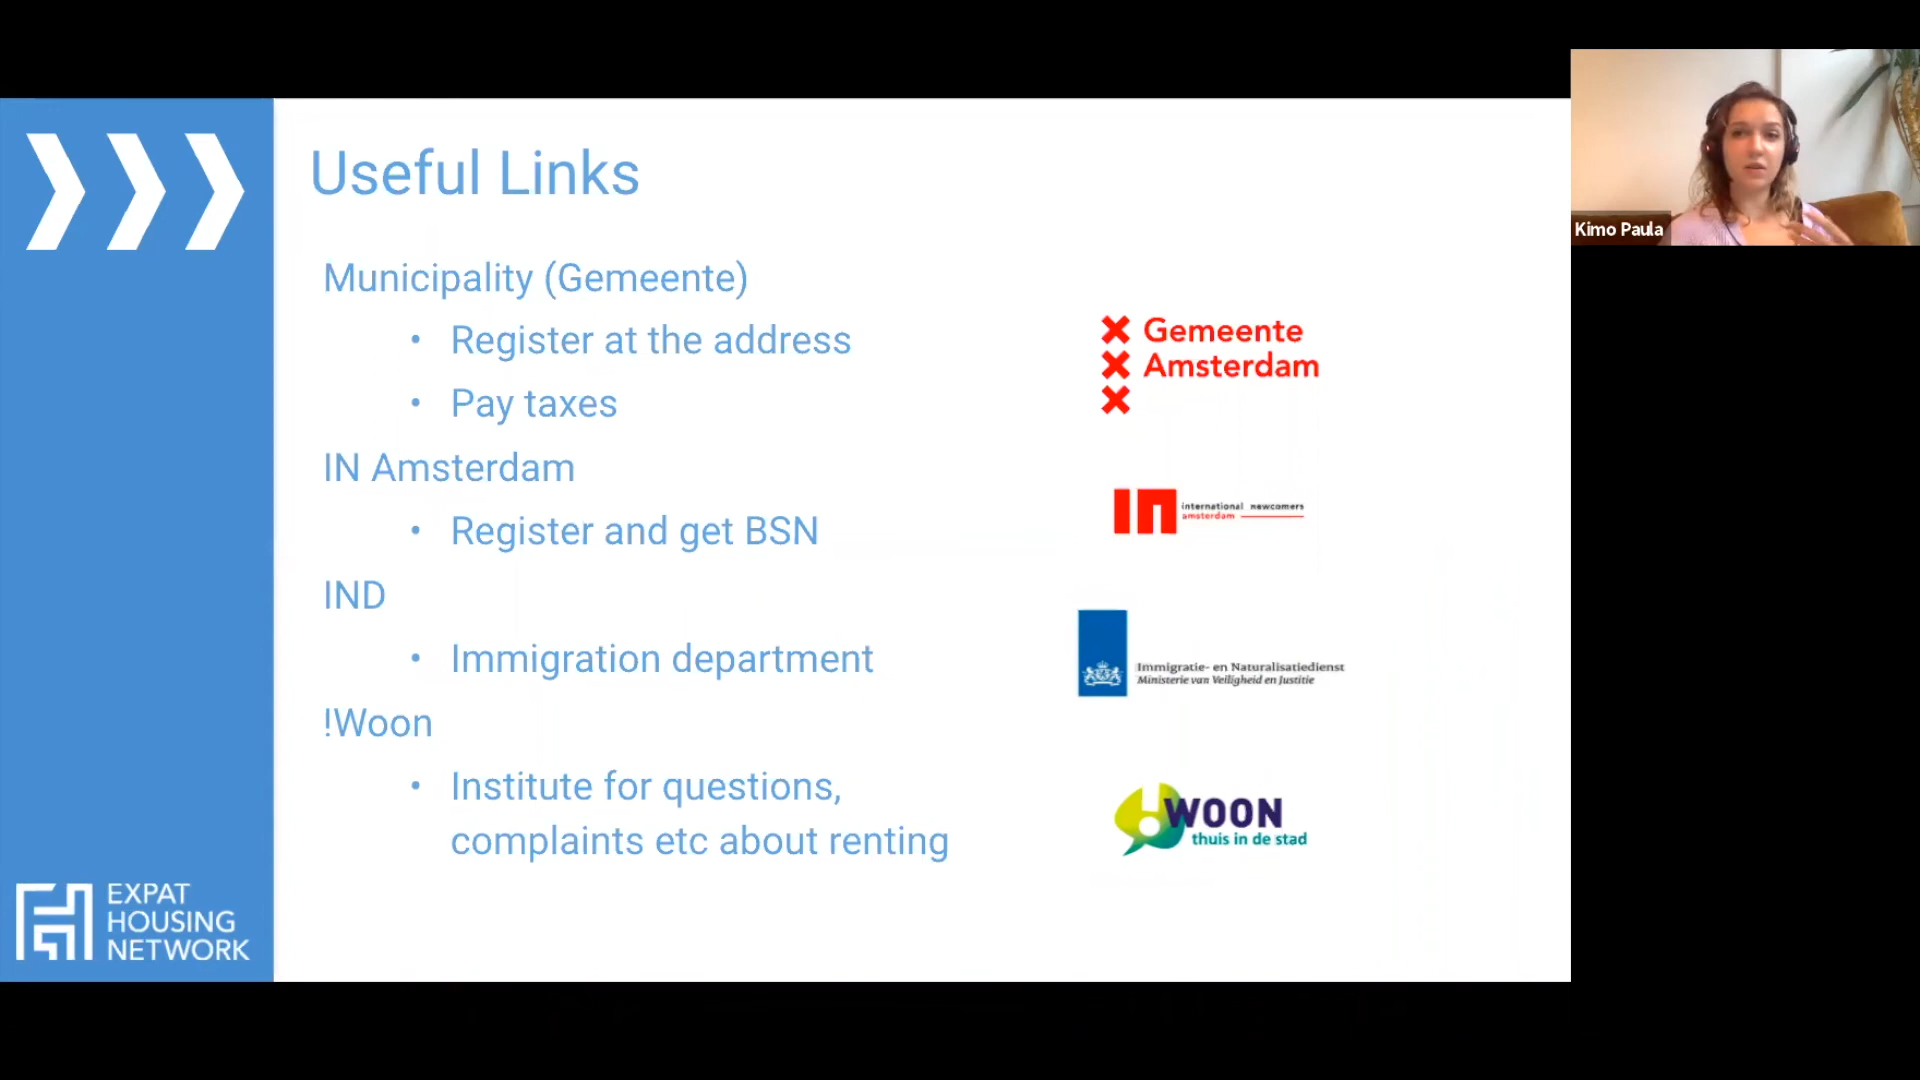 Useful Links
Municipality (Gemeente)
• Register at the address
• Pay taxes
IN Amsterdam
• Register and get BSN
IND
• Immigration department
!Woon
• Institute for questions,
complaints etc about renting
Gemeente
Amsterdam
IN international newcomers
amsterdam
Immigratie- en Naturalisatiedienst
Ministerie van Veiligheid en Justitie
!WOON
thuis in de stad
EXPAT
HOUSING
NETWORK
Kimo Paula